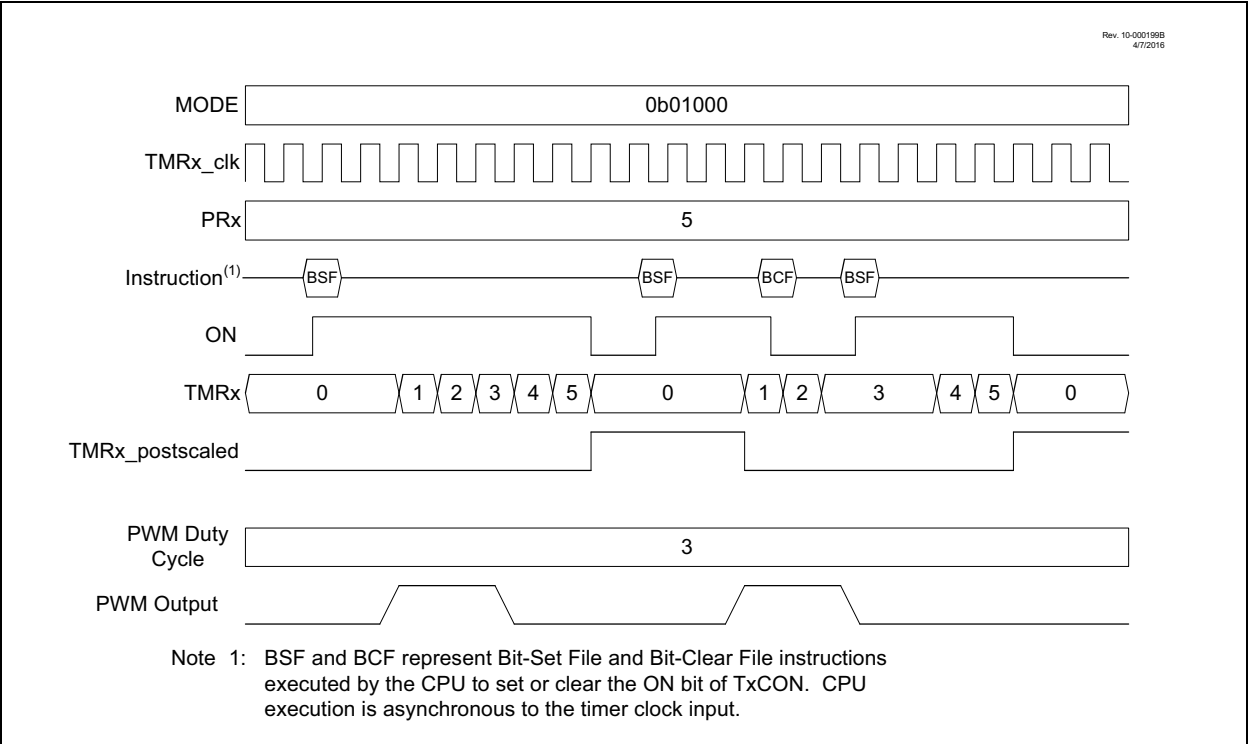 Rev. 10-000199B
4/7/2016
MODE 0b01000
TMRx_clk
PRx 5
Instruction(1) BSF BSF BCF BSF
ON
TMRx 0 1 2 3 4 5 0 1 2 3 4 5 0
TMRx_postscaled
PWM Duty
Cycle 3
PWM Output
Note 1: BSF and BCF represent Bit-Set File and Bit-Clear File instructions
executed by the CPU to set or clear the ON bit of TxCON. CPU
execution is asynchronous to the timer clock input.